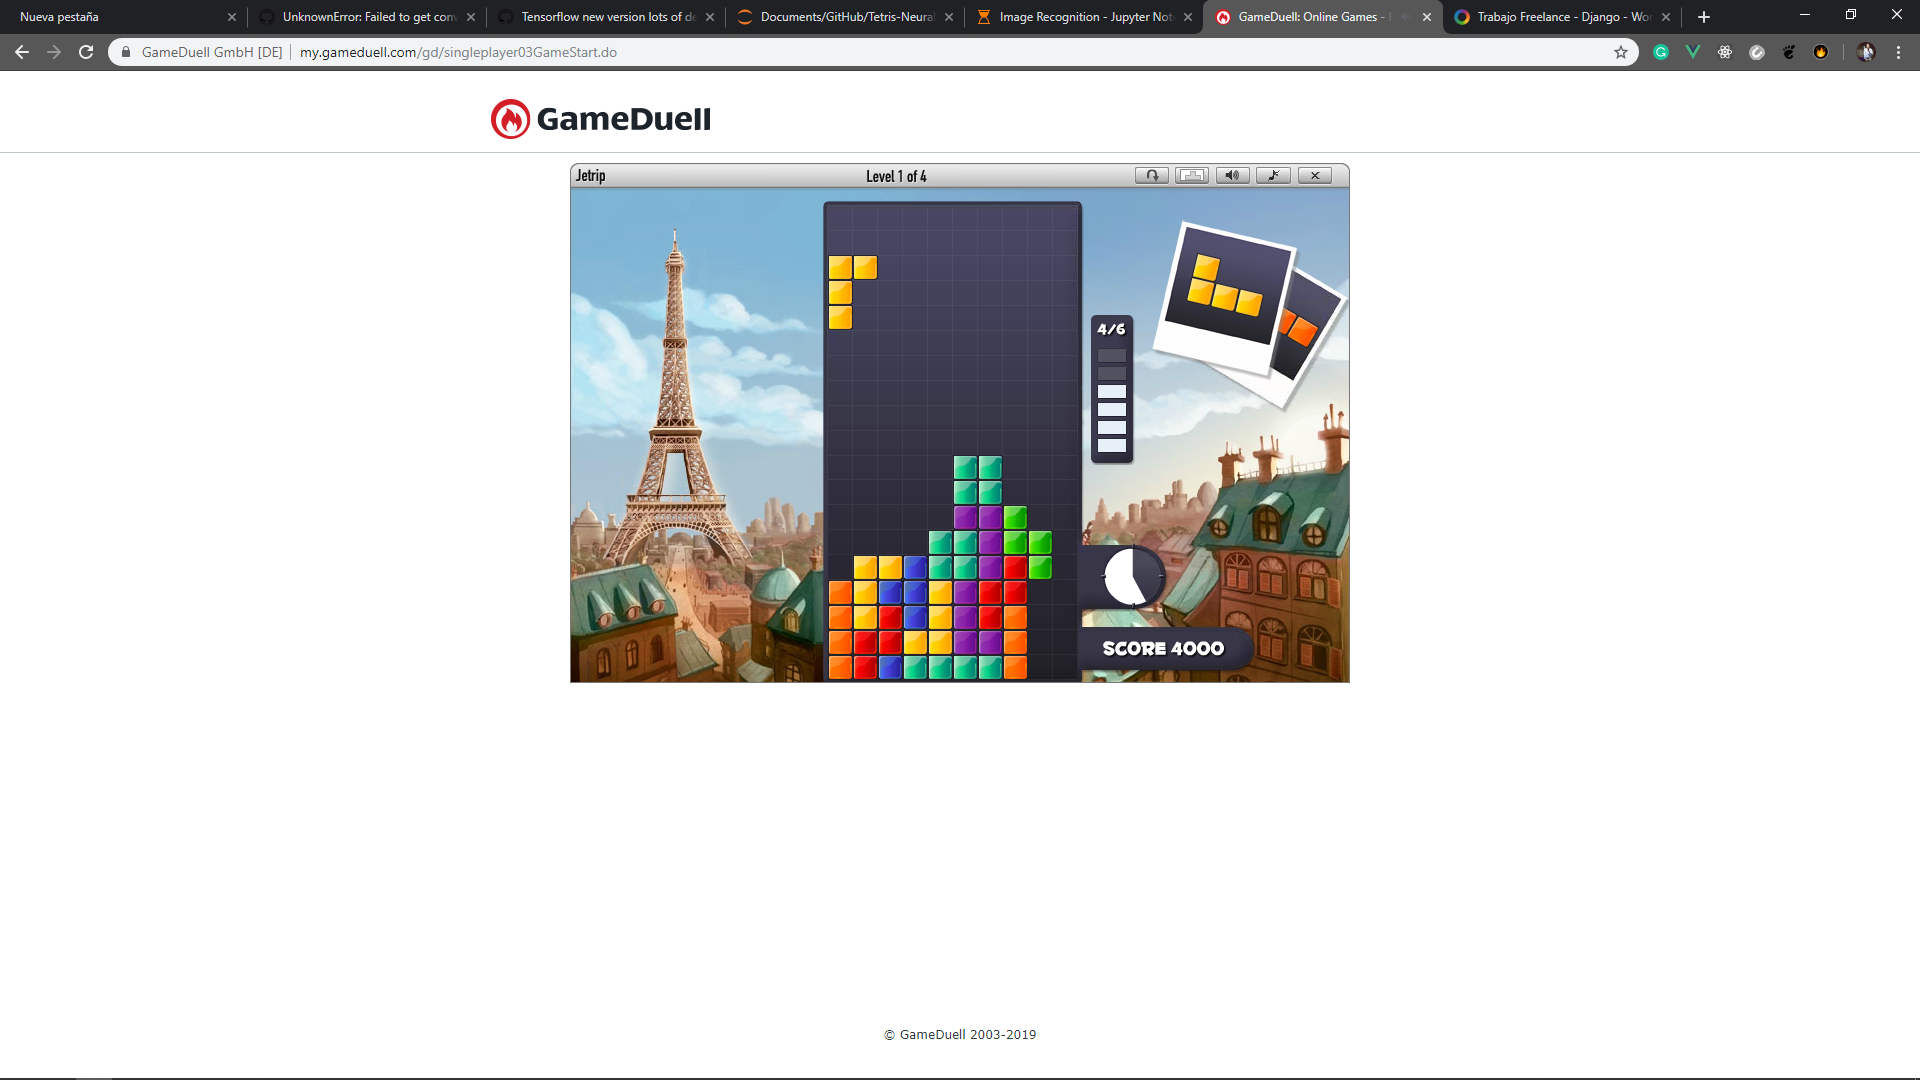 Nueva pestaña
UnknownError: Failed to get con
Tensorflow new version lots of de
Documents/GitHub/Tetris-Neura
Image Recognition - Jupyter Not
GameDuell: Online Games -
Trabajo Freelance - Django - Wo
GameDuell GmbH [DE]
my.gameduell.com/gd/singleplayer03GameStart.do
GameDuell
Jetrip
Level 1 of 4
4/6
SCORE 4000
© GameDuell 2003-2019